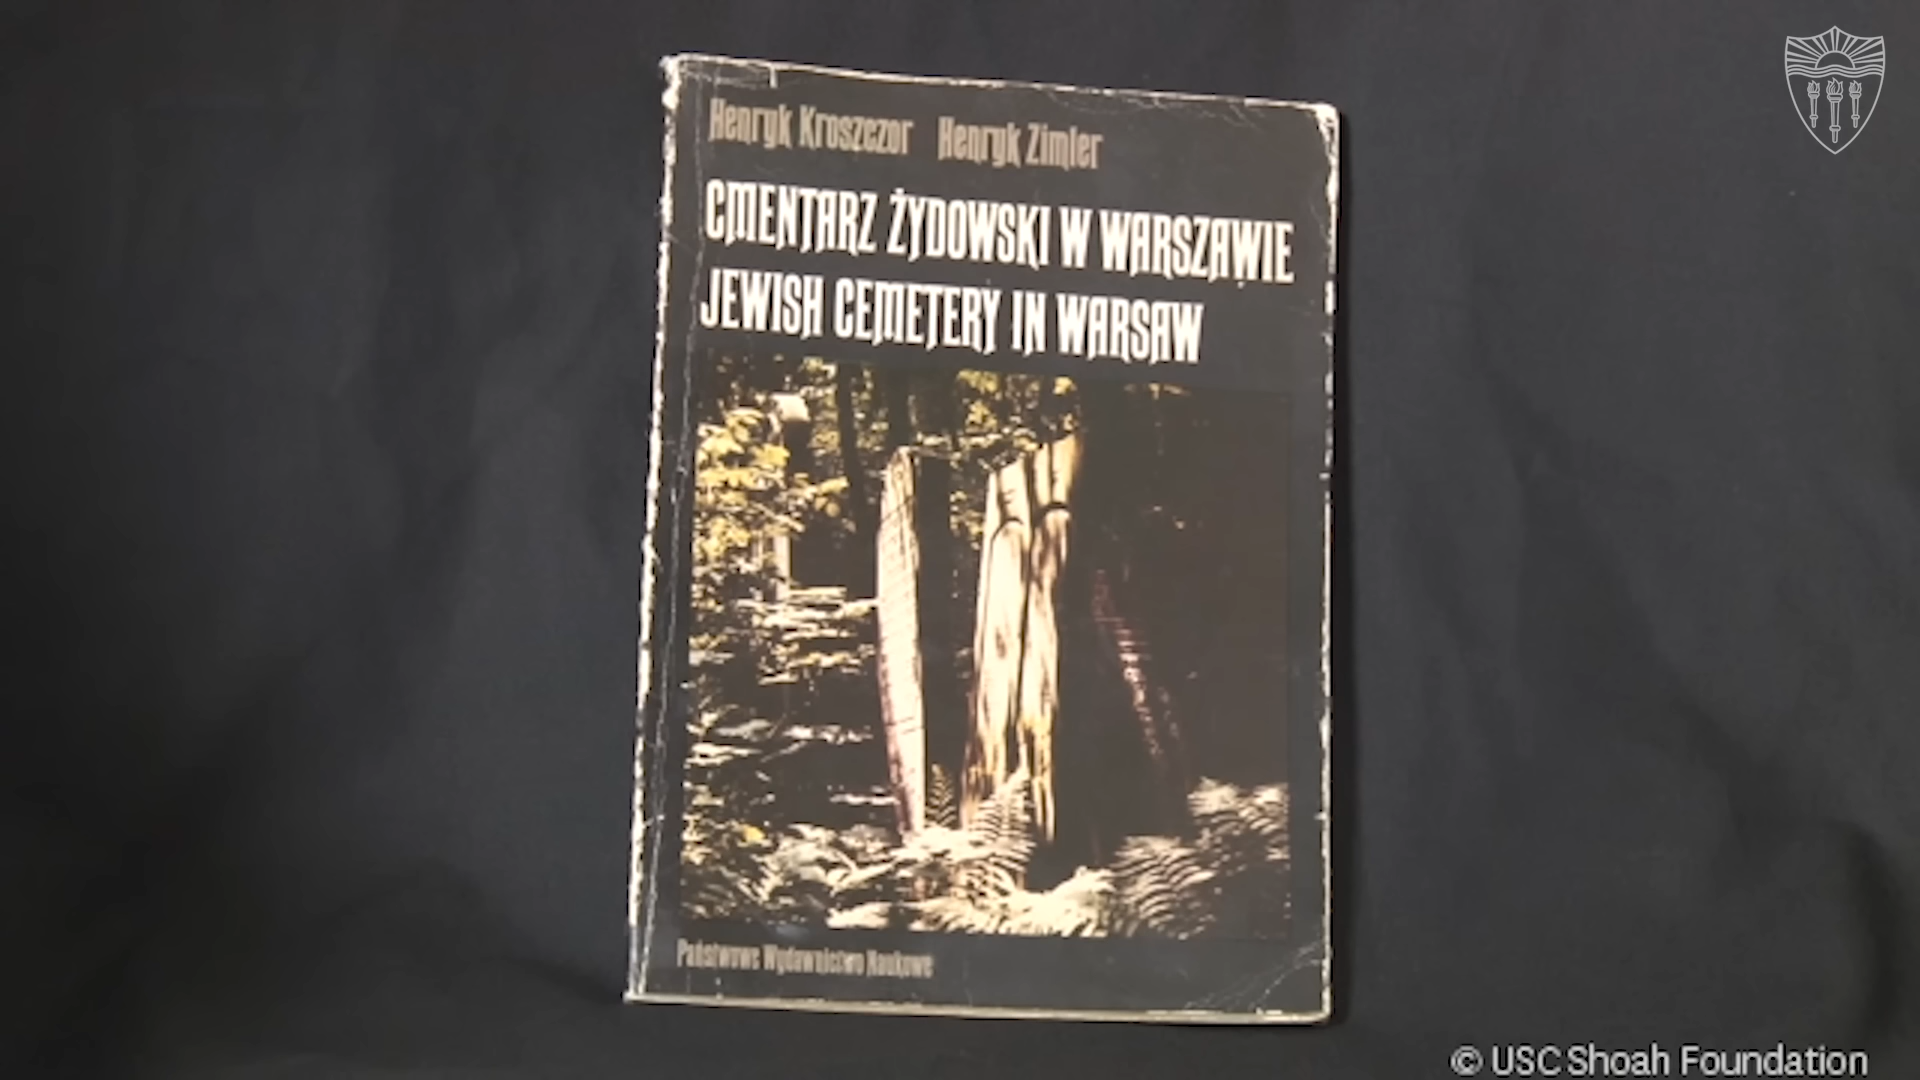 Henryk Kroszczor Henryk Zimler
CMENTARZ ŻYDOWSKI W WARSZAWIE
JEWISH CEMETERY IN WARSAW
Państwowe Wydawnictwo Naukowe
© USC Shoah Foundation